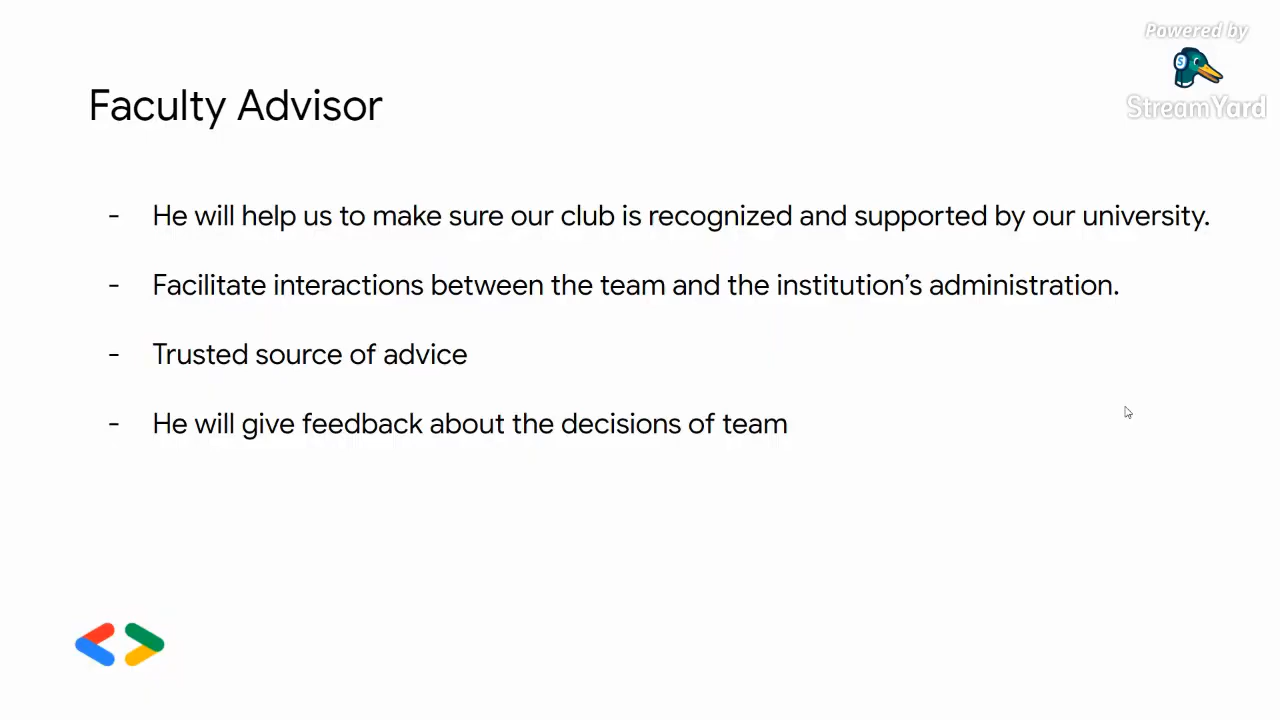 Powered by
StreamYard
Faculty Advisor
- He will help us to make sure our club is recognized and supported by our university.
- Facilitate interactions between the team and the institution’s administration.
- Trusted source of advice
- He will give feedback about the decisions of team